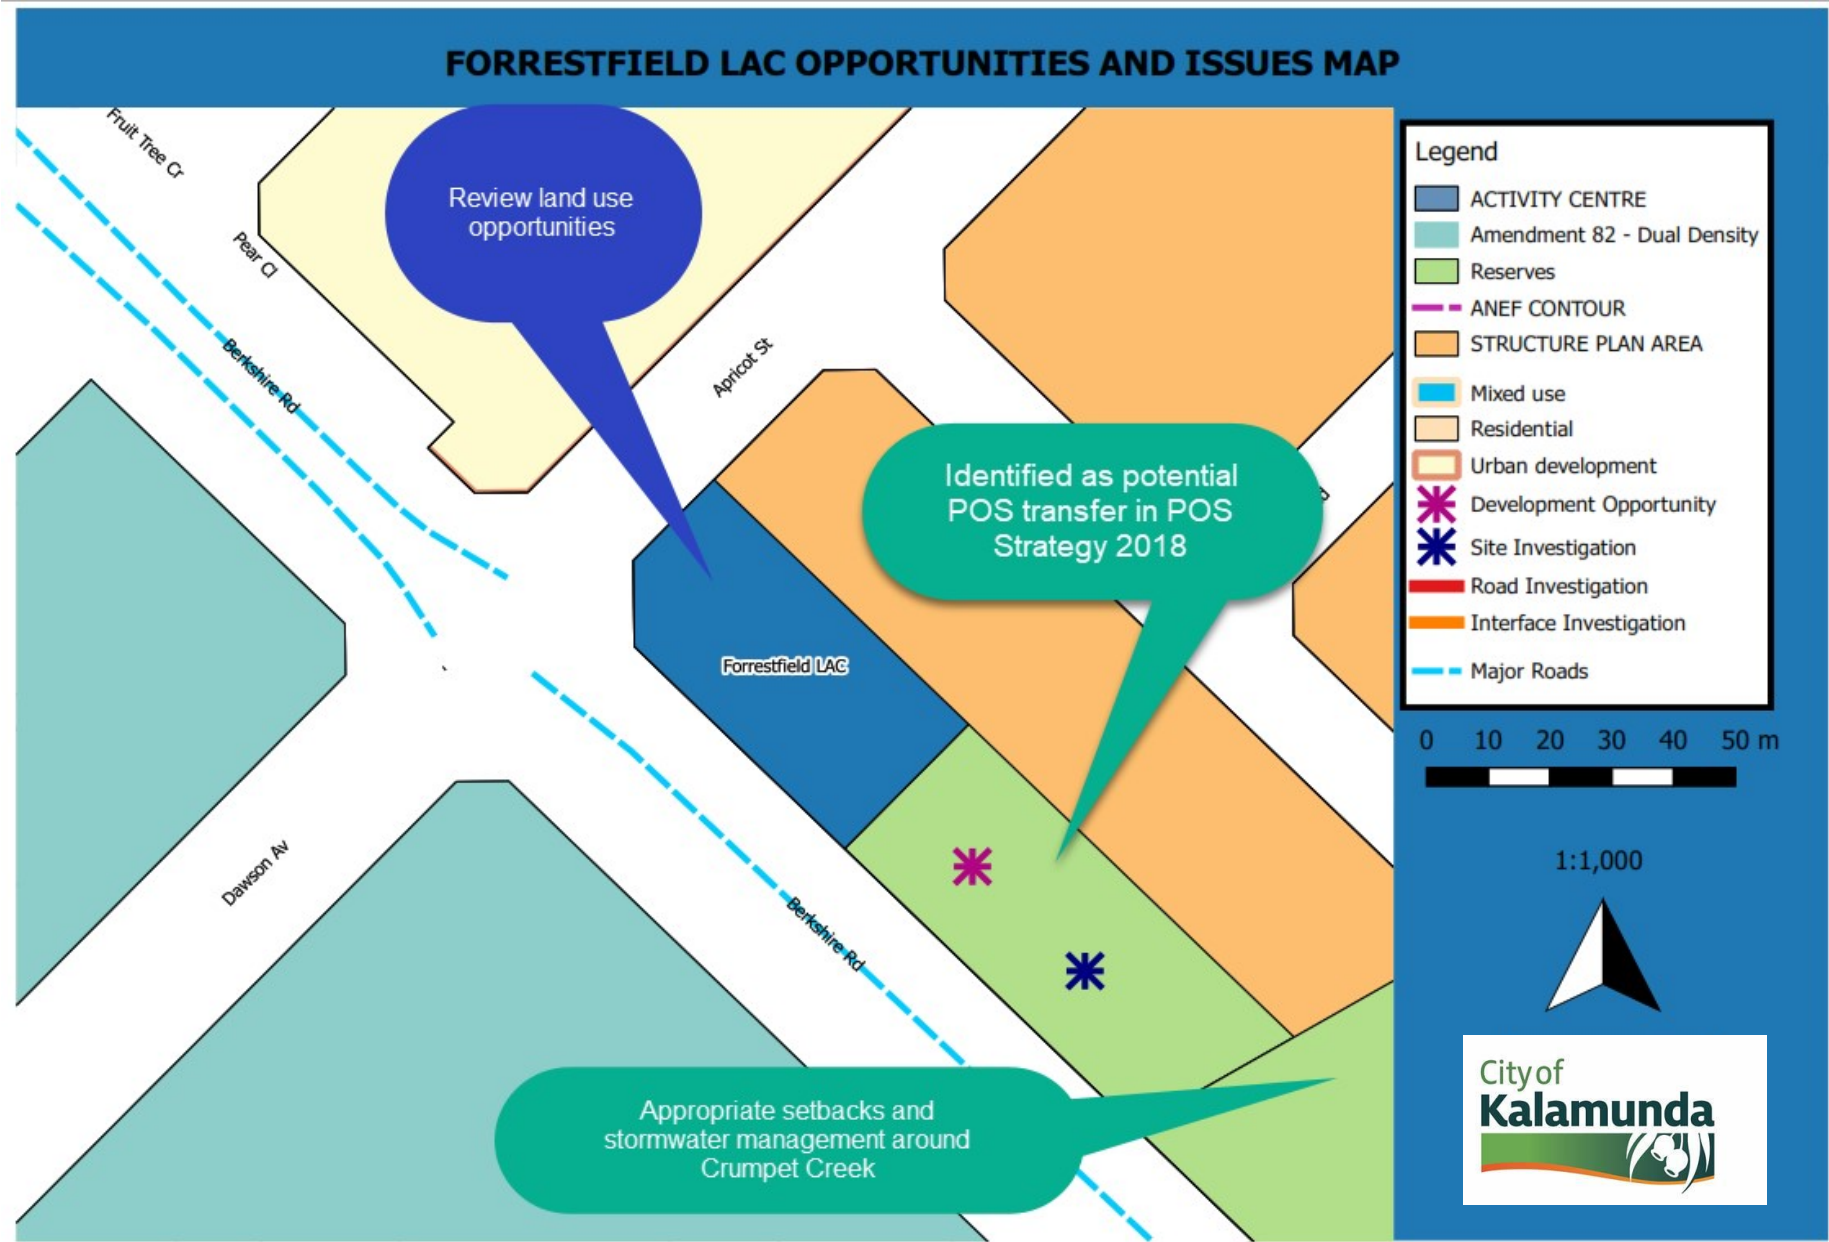 FORRESTFIELD LAC OPPORTUNITIES AND ISSUES MAP
Fruit Tree Cr
Pear Cl
Berkshire Rd
Review land use
opportunities
Apricot St
Identified as potential
POS transfer in POS
Strategy 2018
Forrestfield LAC
Dawson Av
Berkshire Rd
Appropriate setbacks and
stormwater management around
Crumpet Creek
Legend
ACTIVITY CENTRE
Amendment 82 - Dual Density
Reserves
ANEF CONTOUR
STRUCTURE PLAN AREA
Mixed use
Residential
Urban development
Development Opportunity
Site Investigation
Road Investigation
Interface Investigation
Major Roads
0 10 20 30 40 50 m
1:1,000
City of
Kalamunda